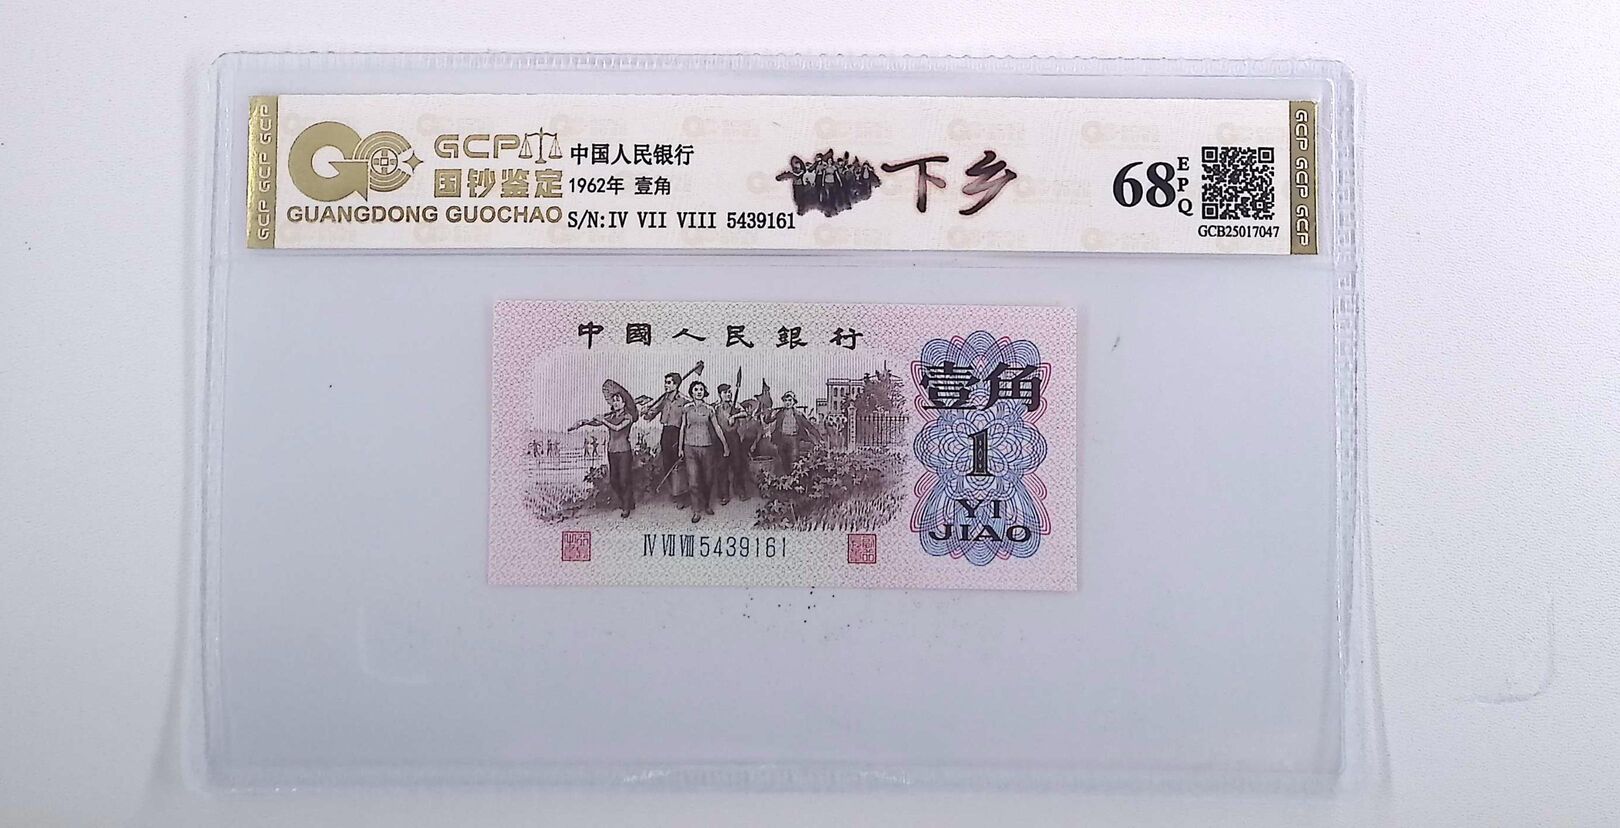 GCP GCP GCP
GCP
国钞鉴定
GUANGDONG GUOCHAO
中国人民银行
1962年 壹角
S/N:IV VII VIII 5439161
下乡
68
EPQ
GCB25017047
GCP GCP GCP
中國人民銀行
壹角
1
YI
JIAO
IV VII VIII 5439161